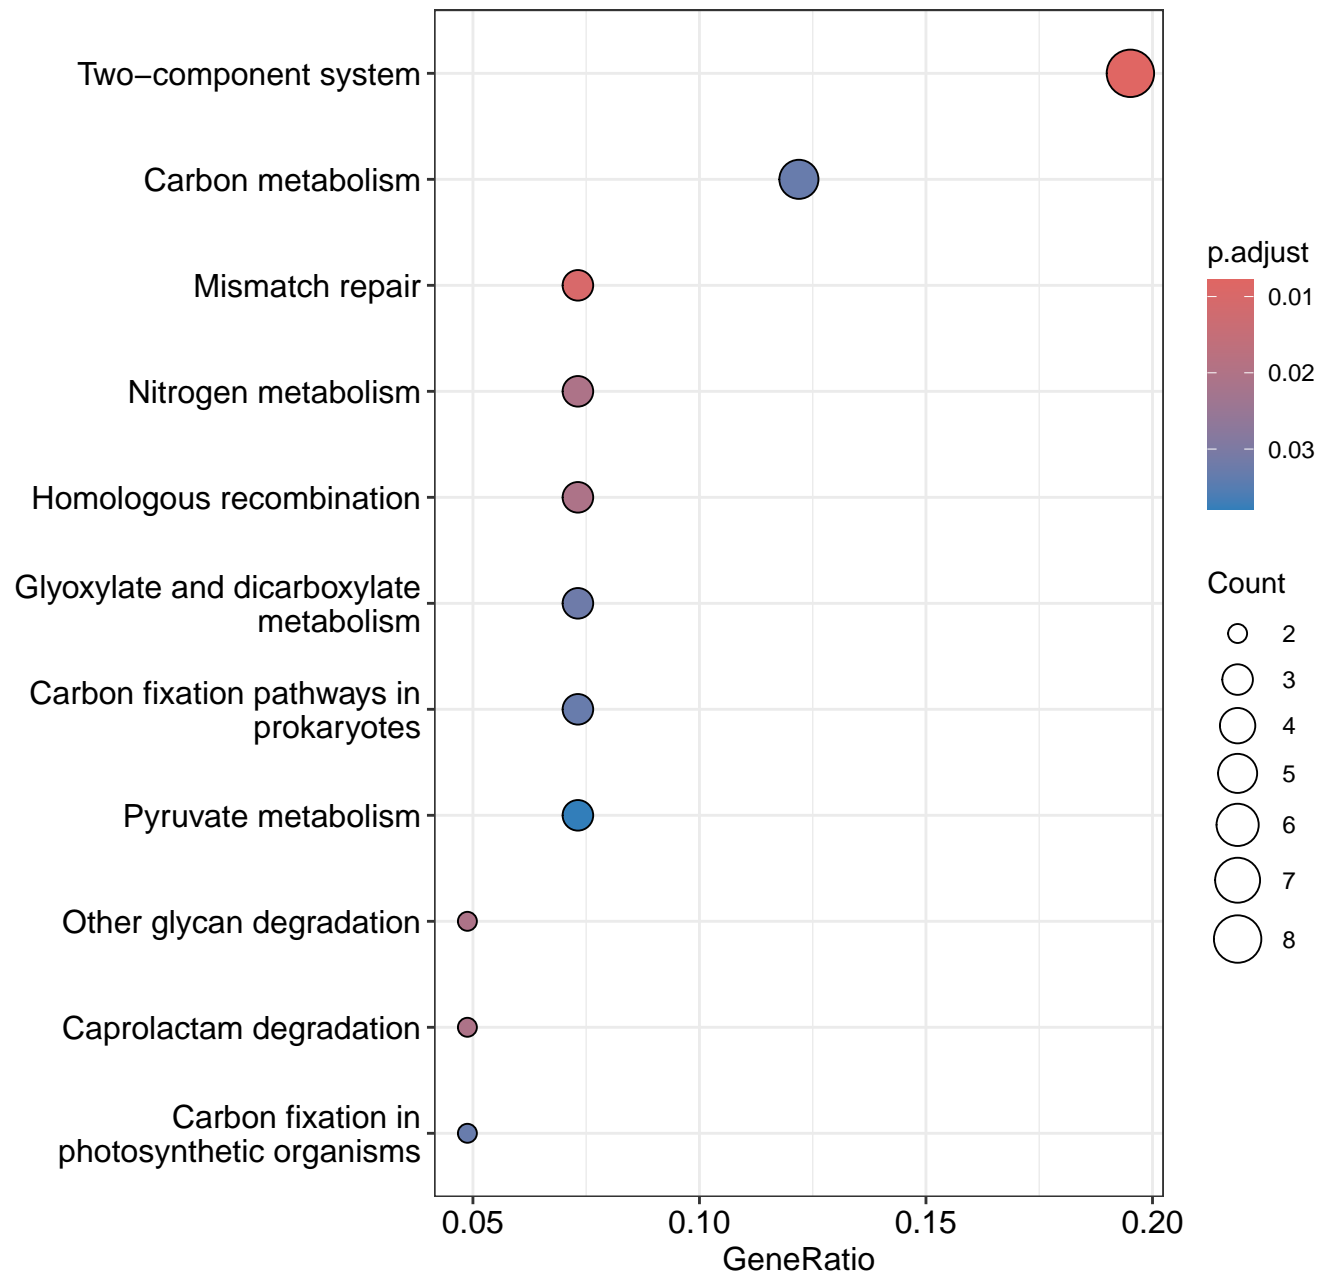 Two−component system
Carbon metabolism
Mismatch repair
Nitrogen metabolism
Homologous recombination
Glyoxylate and dicarboxylate
metabolism
Carbon fixation pathways in
prokaryotes
Pyruvate metabolism
Other glycan degradation
Caprolactam degradation
Carbon fixation in
photosynthetic organisms
0.05 0.10 0.15 0.20
GeneRatio
p.adjust
0.01
0.02
0.03
Count
2
3
4
5
6
7
8